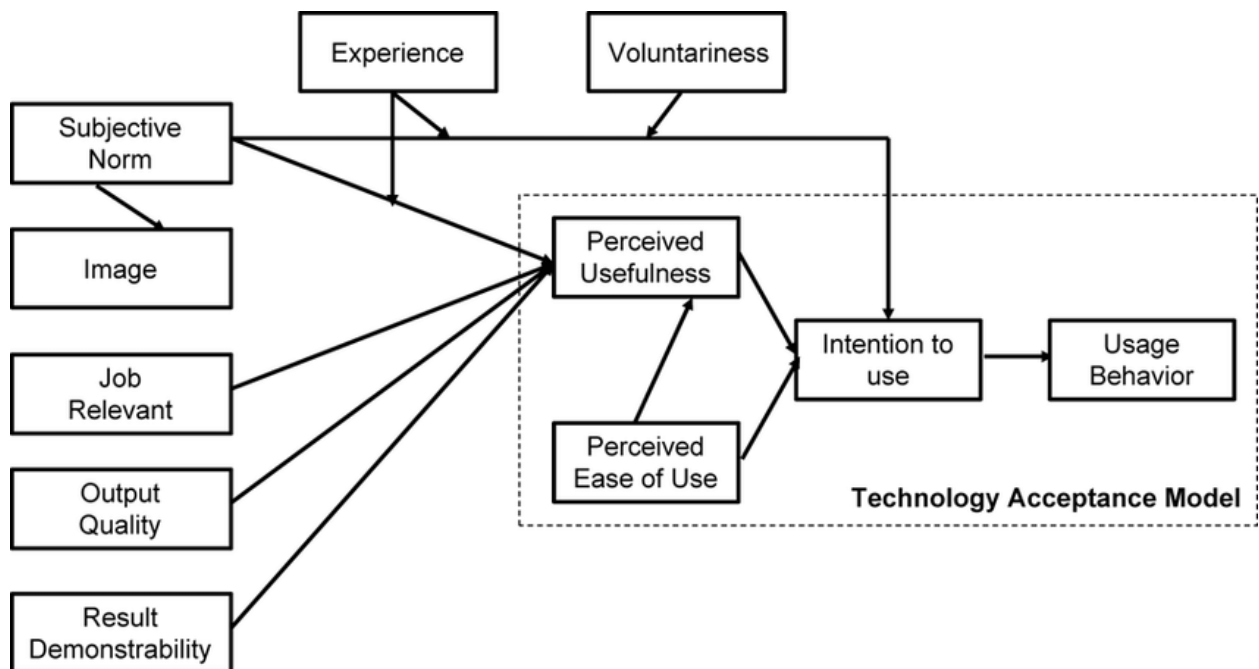 Experience
Voluntariness
Subjective
Norm
Image
Perceived
Usefulness
Intention to
use
Usage
Behavior
Job
Relevant
Perceived
Ease of Use
Technology Acceptance Model
Output
Quality
Result
Demonstrability